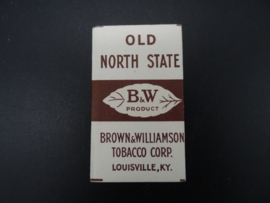 OLD
NORTH STATE
B&W
PRODUCT
BROWN&WILLIAMSON
TOBACCO CORP.
LOUISVILLE,KY.